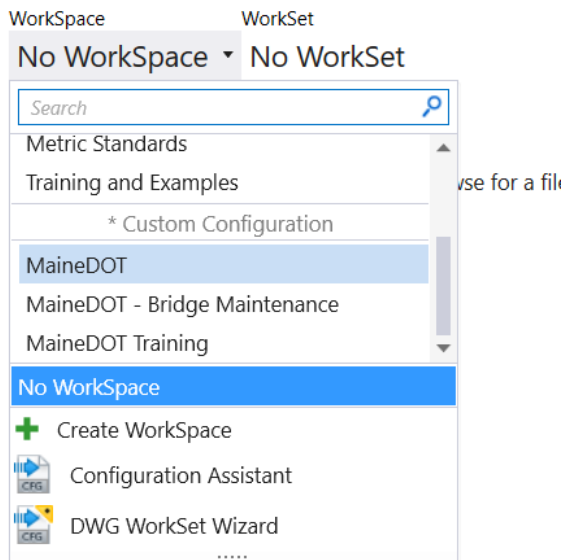 WorkSpace WorkSet
No WorkSpace No WorkSet
Search
Metric Standards
Training and Examples
wse for a file
* Custom Configuration
MaineDOT
MaineDOT - Bridge Maintenance
MaineDOT Training
No WorkSpace
Create WorkSpace
CFG Configuration Assistant
CFG DWG WorkSet Wizard